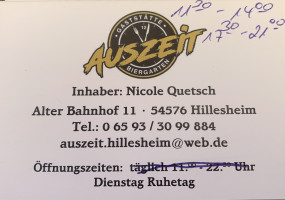 GASTSTÄTTE
AUSZEIT
BIERGARTEN
11³⁰ - 14⁰⁰
17³⁰ - 21⁰⁰
Inhaber: Nicole Quetsch
Alter Bahnhof 11 · 54576 Hillesheim
Tel.: 0 65 93 / 30 99 884
auszeit.hillesheim@web.de
Öffnungszeiten: täglich 11.⁰⁰ - 22.⁰⁰ Uhr
Dienstag Ruhetag